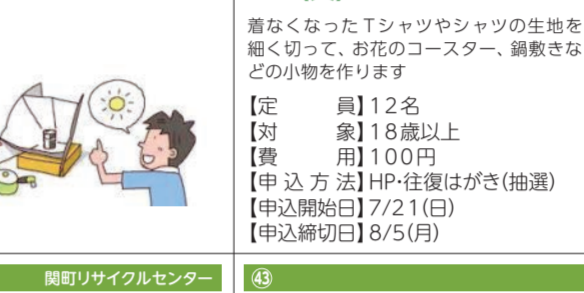 着なくなったTシャツやシャツの生地を
細く切って、お花のコースター、鍋敷きな
どの小物を作ります
【定　　員】12名
【対　　象】18歳以上
【費　　用】100円
【申込方法】HP・往復はがき(抽選)
【申込開始日】7/21(日)
【申込締切日】8/5(月)
関町リサイクルセンター
㊸